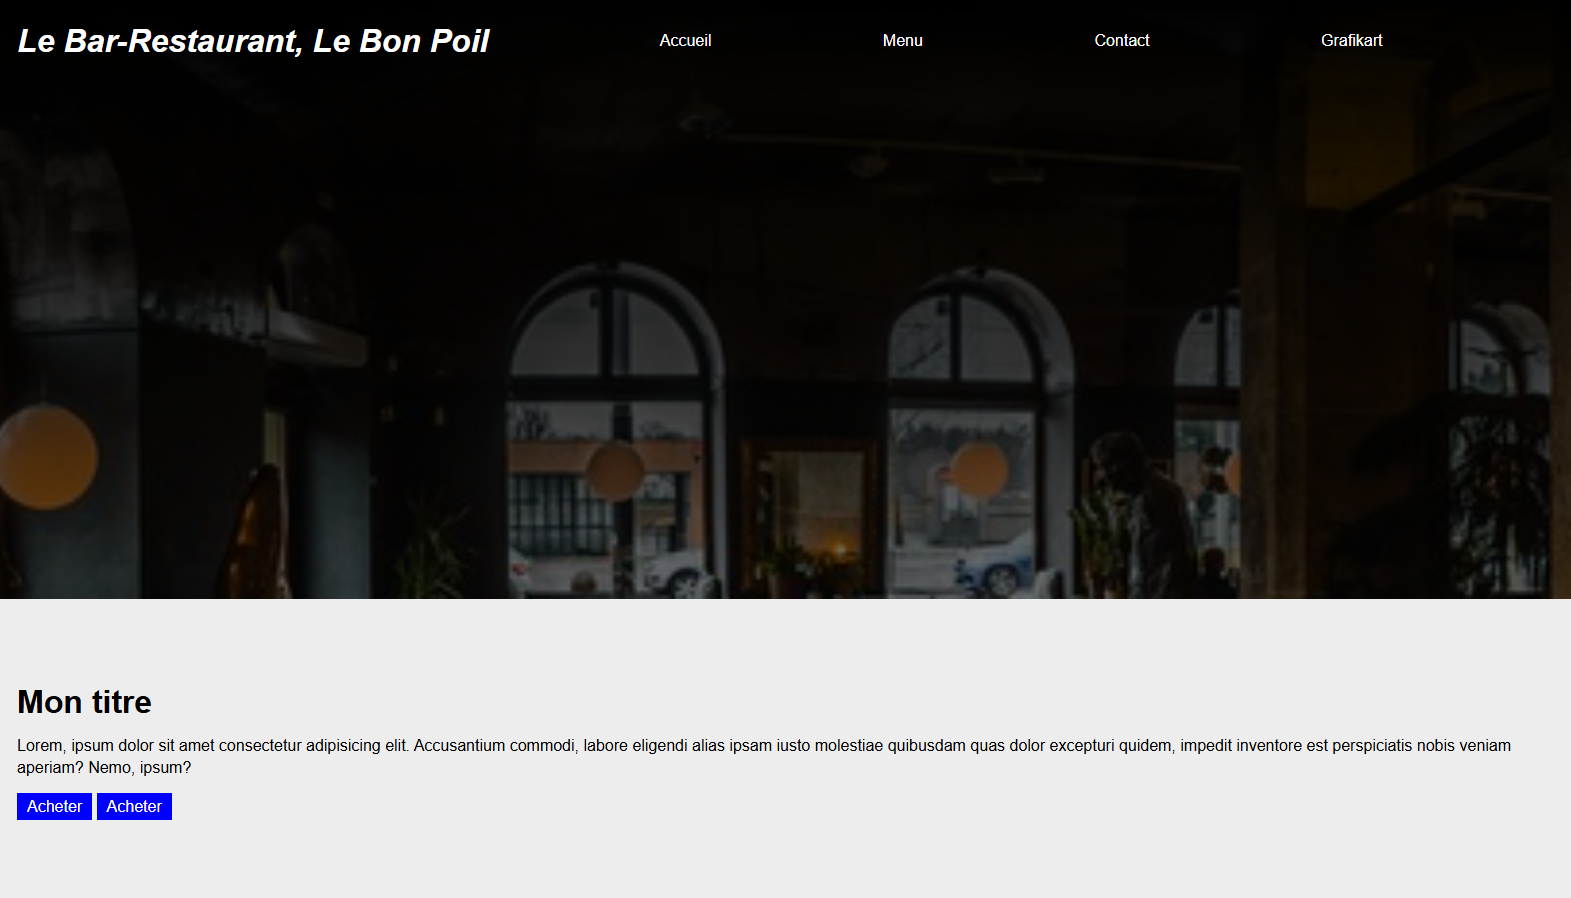 Le Bar-Restaurant, Le Bon Poil
Accueil
Menu
Contact
Grafikart
Mon titre
Lorem, ipsum dolor sit amet consectetur adipisicing elit. Accusantium commodi, labore eligendi alias ipsam iusto molestiae quibusdam quas dolor excepturi quidem, impedit inventore est perspiciatis nobis veniam
aperiam? Nemo, ipsum?
Acheter Acheter